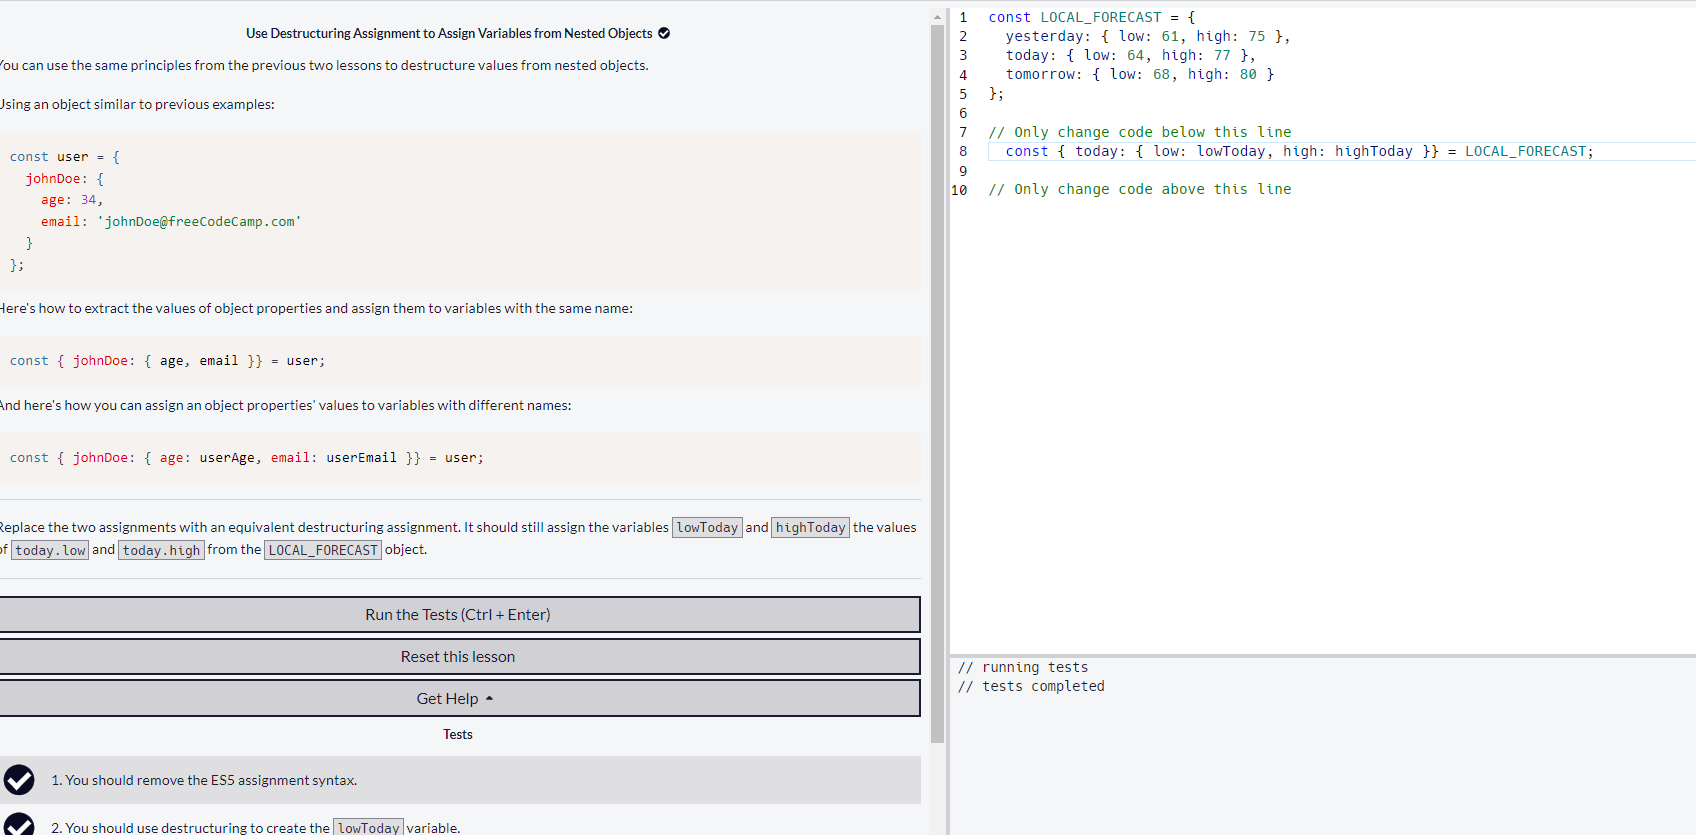 Use Destructuring Assignment to Assign Variables from Nested Objects
You can use the same principles from the previous two lessons to destructure values from nested objects.
Using an object similar to previous examples:
const user = {
  johnDoe: {
    age: 34,
    email: 'johnDoe@freeCodeCamp.com'
  }
};
Here's how to extract the values of object properties and assign them to variables with the same name:
const { johnDoe: { age, email }} = user;
And here's how you can assign an object properties' values to variables with different names:
const { johnDoe: { age: userAge, email: userEmail }} = user;
Replace the two assignments with an equivalent destructuring assignment. It should still assign the variables lowToday and highToday the values
of today.low and today.high from the LOCAL_FORECAST object.
Run the Tests (Ctrl + Enter)
Reset this lesson
Get Help
Tests
1. You should remove the ES5 assignment syntax.
2. You should use destructuring to create the lowToday variable.
1 const LOCAL_FORECAST = {
2   yesterday: { low: 61, high: 75 },
3   today: { low: 64, high: 77 },
4   tomorrow: { low: 68, high: 80 }
5 };
6
7 // Only change code below this line
8   const { today: { low: lowToday, high: highToday }} = LOCAL_FORECAST;
9
10 // Only change code above this line
// running tests
// tests completed